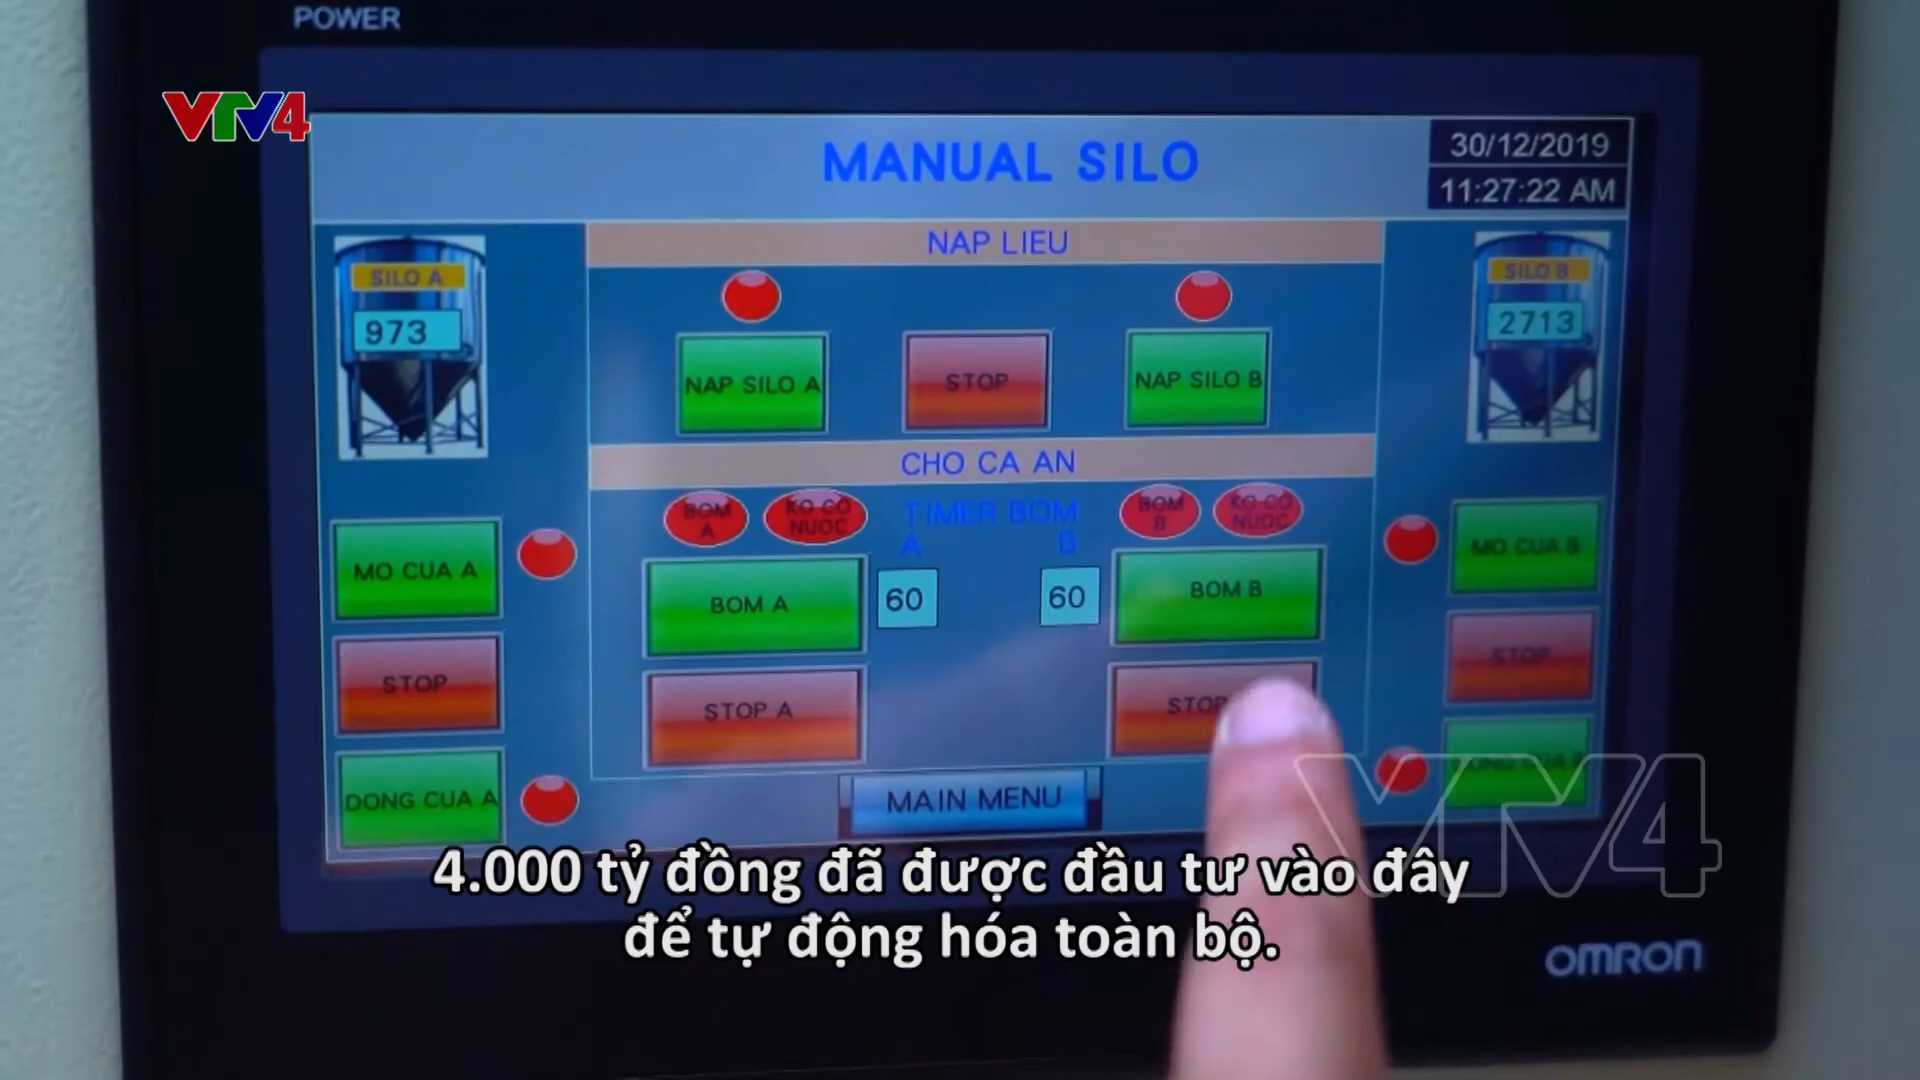 POWER
VTV4
MANUAL SILO
30/12/2019
11:27:22 AM
NAP LIEU
SILO A
973
SILO B
2713
NAP SILO A
STOP
NAP SILO B
CHO CA AN
BOM A
KO CO NUOC
TIMER BOM
A B
BOM B
KO CO NUOC
MO CUA A
BOM A
60
60
BOM B
MO CUA B
STOP
STOP A
STOP
STOP
DONG CUA A
MAIN MENU
DONG CUA B
VTV4
4.000 tỷ đồng đã được đầu tư vào đây
để tự động hóa toàn bộ.
OMRON